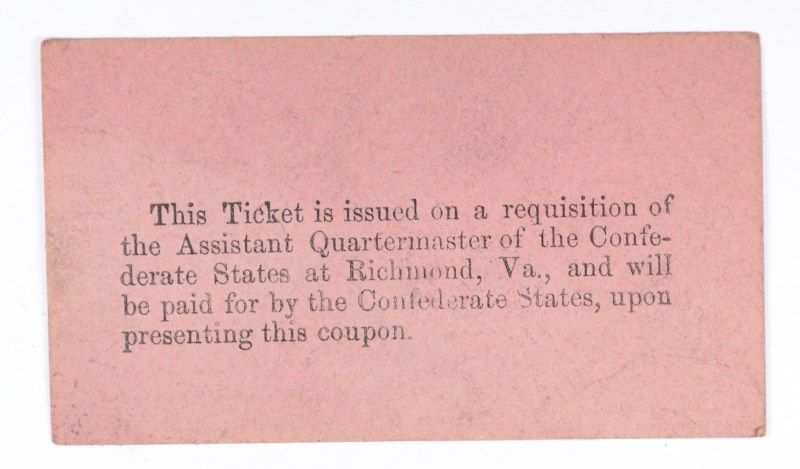 This Ticket is issued on a requisition of
the Assistant Quartermaster of the Confe-
derate States at Richmond, Va., and will
be paid for by the Confederate States, upon
presenting this coupon.